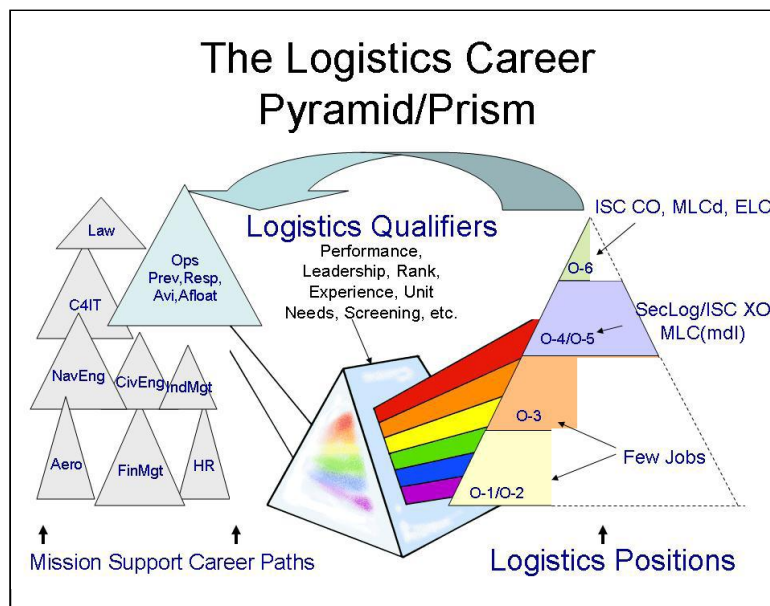 The Logistics Career
Pyramid/Prism
Law
C4IT
NavEng
CivEng
IndMgt
Aero
FinMgt
HR
Ops
Prev,Resp,
Avi,Afloat
Mission Support Career Paths
Logistics Qualifiers
Performance,
Leadership, Rank,
Experience, Unit
Needs, Screening, etc.
ISC CO, MLCd, ELC
O-6
SecLog/ISC XO
MLC(mdl)
O-4/O-5
O-3
Few Jobs
O-1/O-2
Logistics Positions